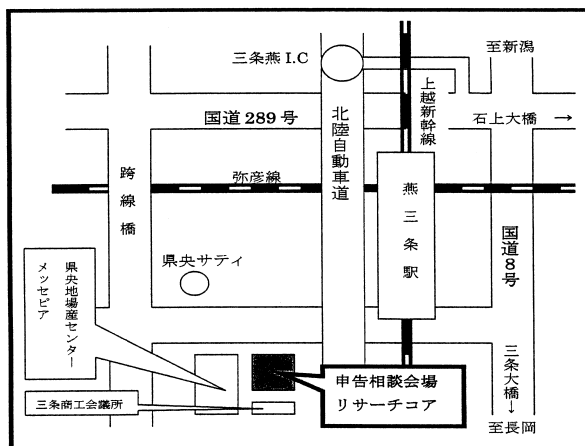 三条燕I.C
至新潟
国道289号
石上大橋 →
上越新幹線
北陸自動車道
跨線橋
弥彦線
燕三条駅
国道8号
県央サティ
県央地場産センター
メッセピア
三条商工会議所
申告相談会場
リサーチコア
三条大橋→
至長岡